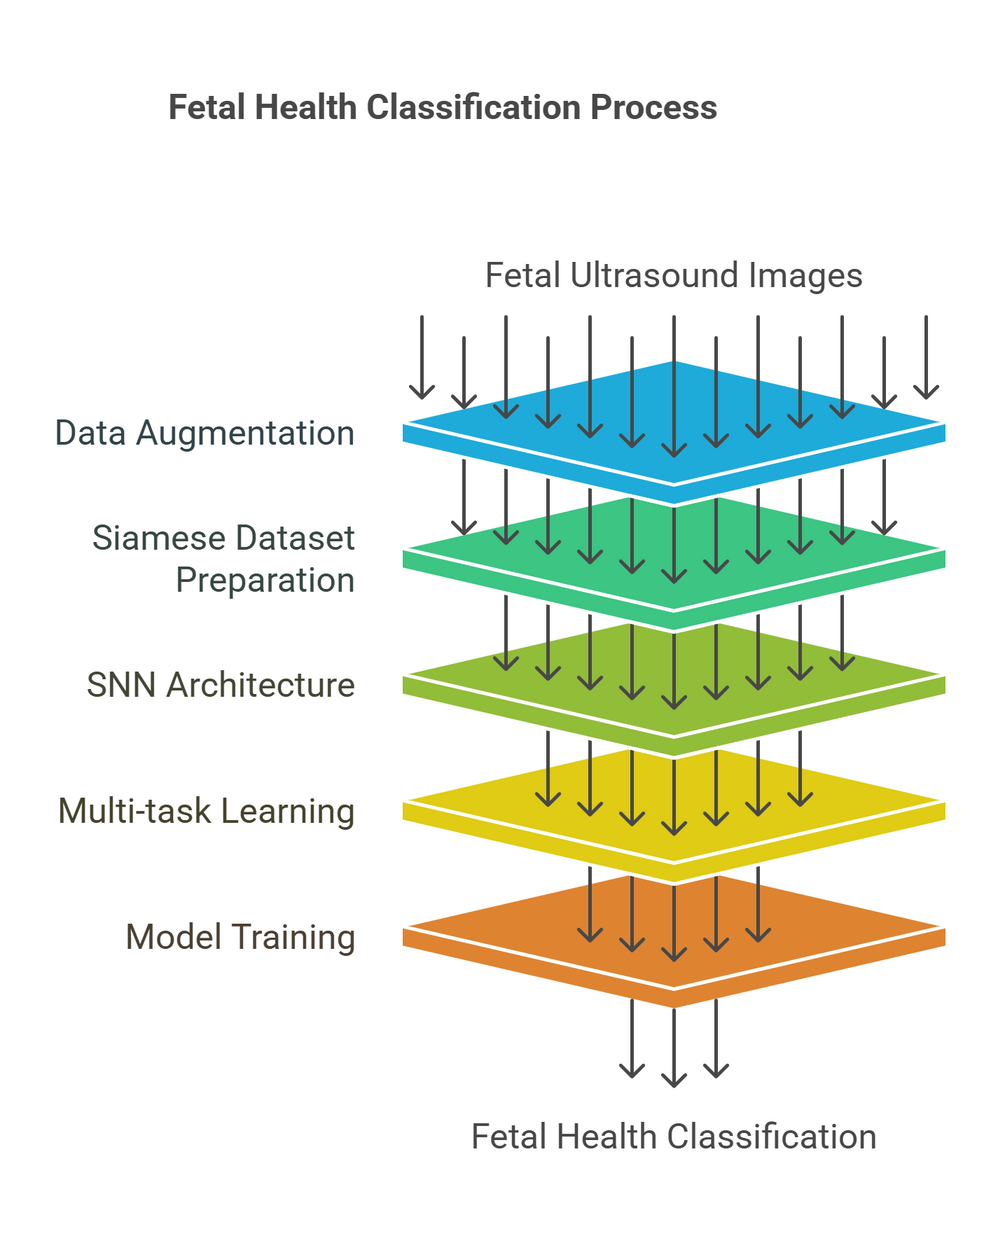 Fetal Health Classification Process
Fetal Ultrasound Images
Data Augmentation
Siamese Dataset
Preparation
SNN Architecture
Multi-task Learning
Model Training
Fetal Health Classification